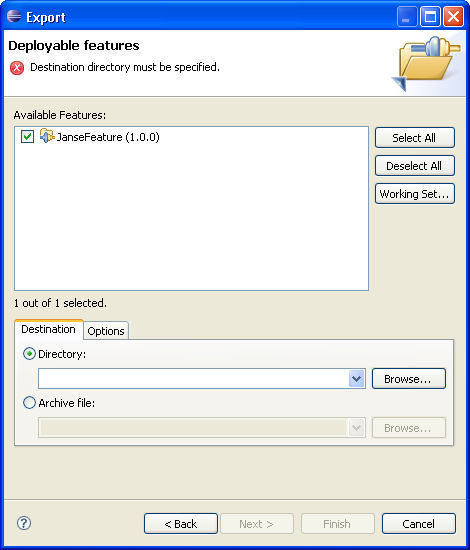 Export
Deployable features
Destination directory must be specified.
Available Features:
JanseFeature (1.0.0)
Select All
Deselect All
Working Set...
1 out of 1 selected.
Destination
Options
Directory:
Browse...
Archive file:
Browse...
?
< Back
Next >
Finish
Cancel